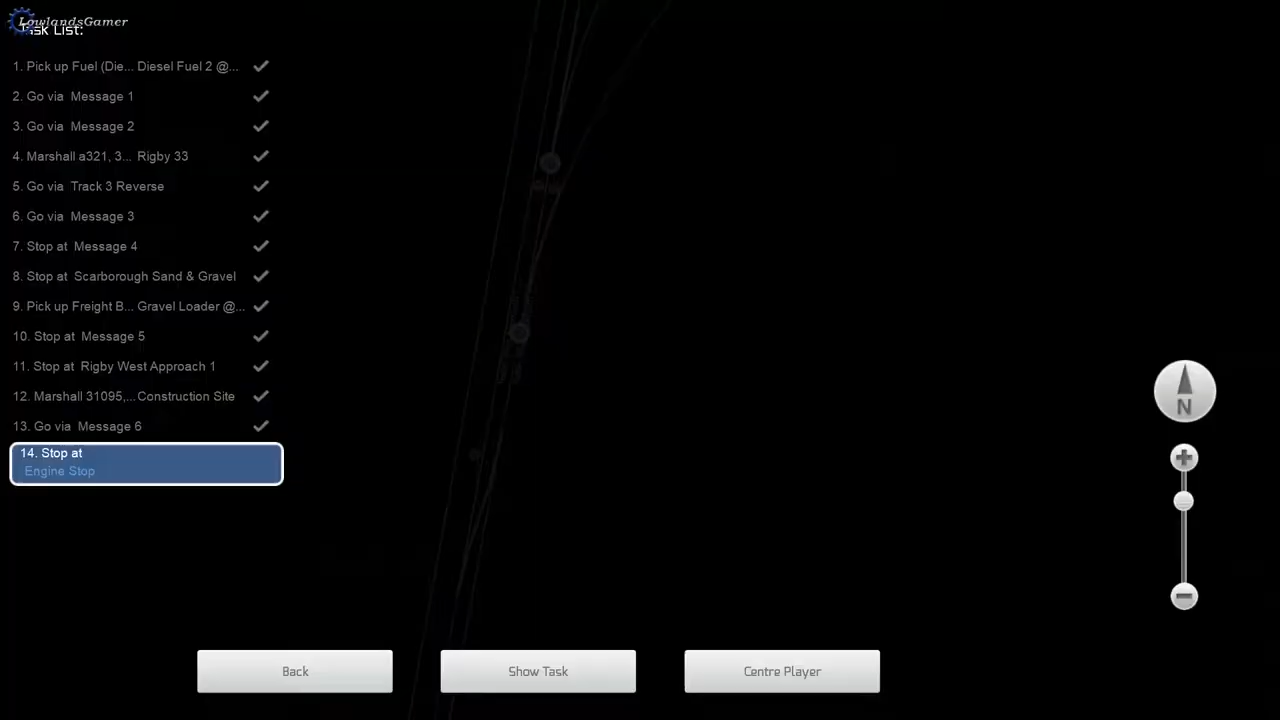 LowlandsGamer
Task List:
1. Pick up Fuel (Die... Diesel Fuel 2 @...
2. Go via Message 1
3. Go via Message 2
4. Marshall a321, 3... Rigby 33
5. Go via Track 3 Reverse
6. Go via Message 3
7. Stop at Message 4
8. Stop at Scarborough Sand & Gravel
9. Pick up Freight B... Gravel Loader @...
10. Stop at Message 5
11. Stop at Rigby West Approach 1
12. Marshall 31095,... Construction Site
13. Go via Message 6
14. Stop at
Engine Stop
N
Back
Show Task
Centre Player